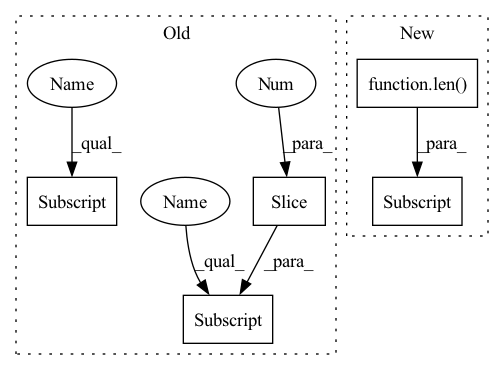 Old
New
Name
Num
function.len()
_qual_
_para_
_para_
Subscript
Name
Slice
Subscript
_qual_
_para_
Subscript